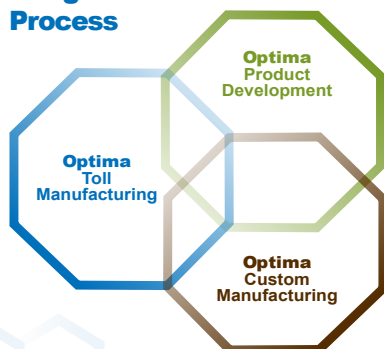 Process
Optima
Product
Development
Optima
Toll
Manufacturing
Optima
Custom
Manufacturing